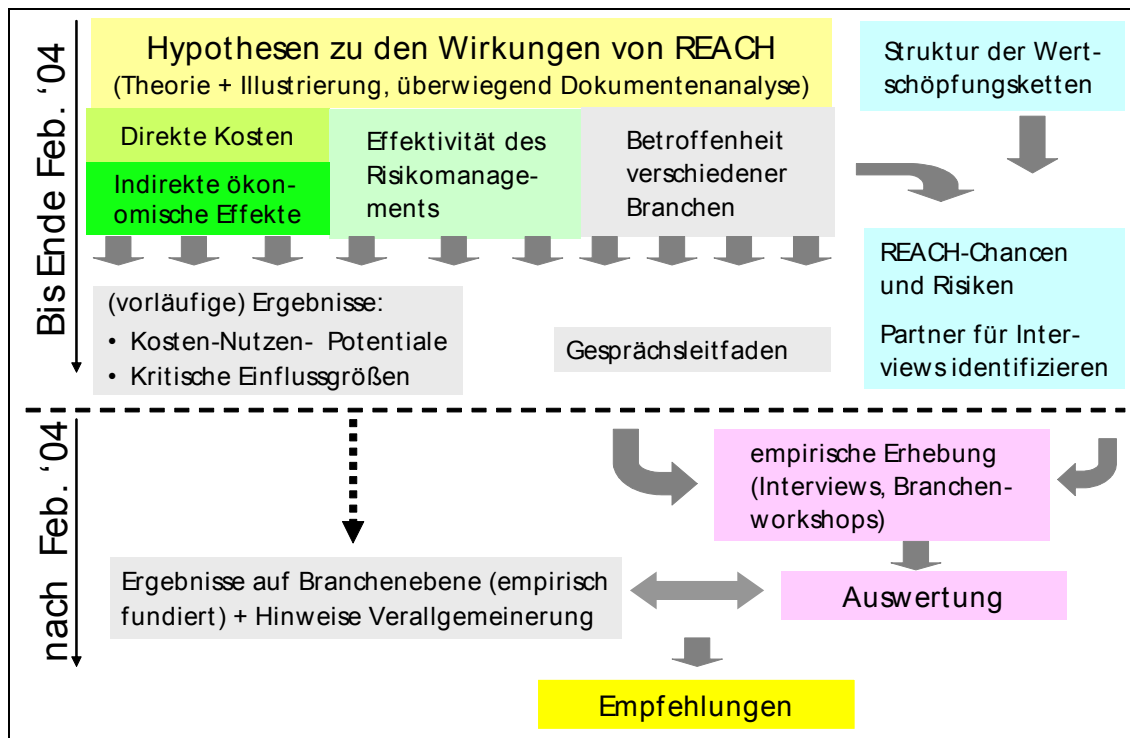 Bis Ende Feb. ‘04
Hypothesen zu den Wirkungen von REACH
(Theorie + Illustrierung, überwiegend Dokumentenanalyse)
Struktur der Wert-
schöpfungsketten
Direkte Kosten
Indirekte ökon-
omische Effekte
Effektivität des
Risikomanage-
ments
Betroffenheit
verschiedener
Branchen
REACH-Chancen
und Risiken
Partner für Inter-
views identifizieren
(vorläufige) Ergebnisse:
• Kosten-Nutzen- Potentiale
• Kritische Einflussgrößen
Gesprächsleitfaden
nach Feb. ‘04
empirische Erhebung
(Interviews, Branchen-
workshops)
Ergebnisse auf Branchenebene (empirisch
fundiert) + Hinweise Verallgemeinerung
Auswertung
Empfehlungen